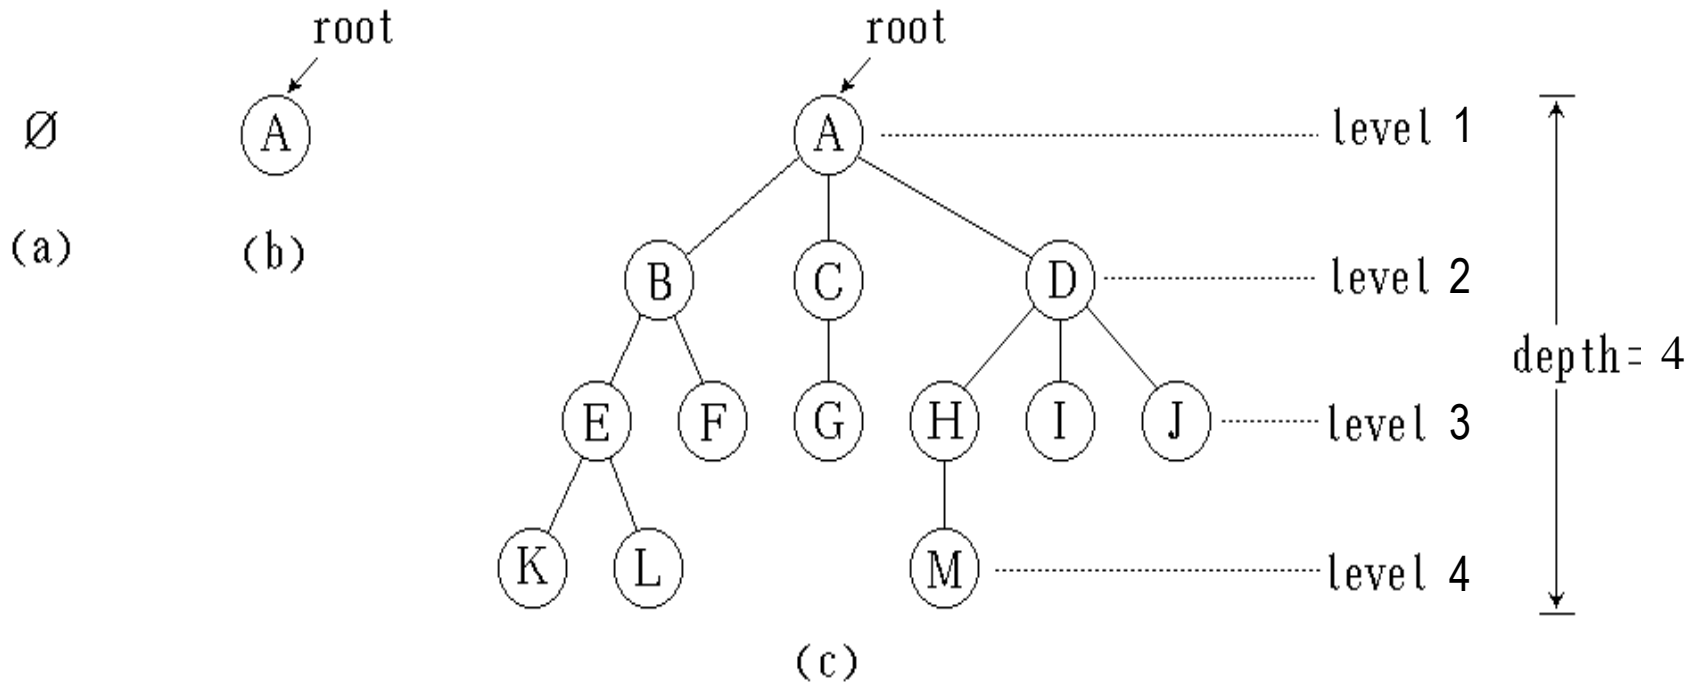 root root
Ø A A level 1
(a) (b) B C D level 2
depth= 4
E F G H I J level 3
K L M level 4
(c)